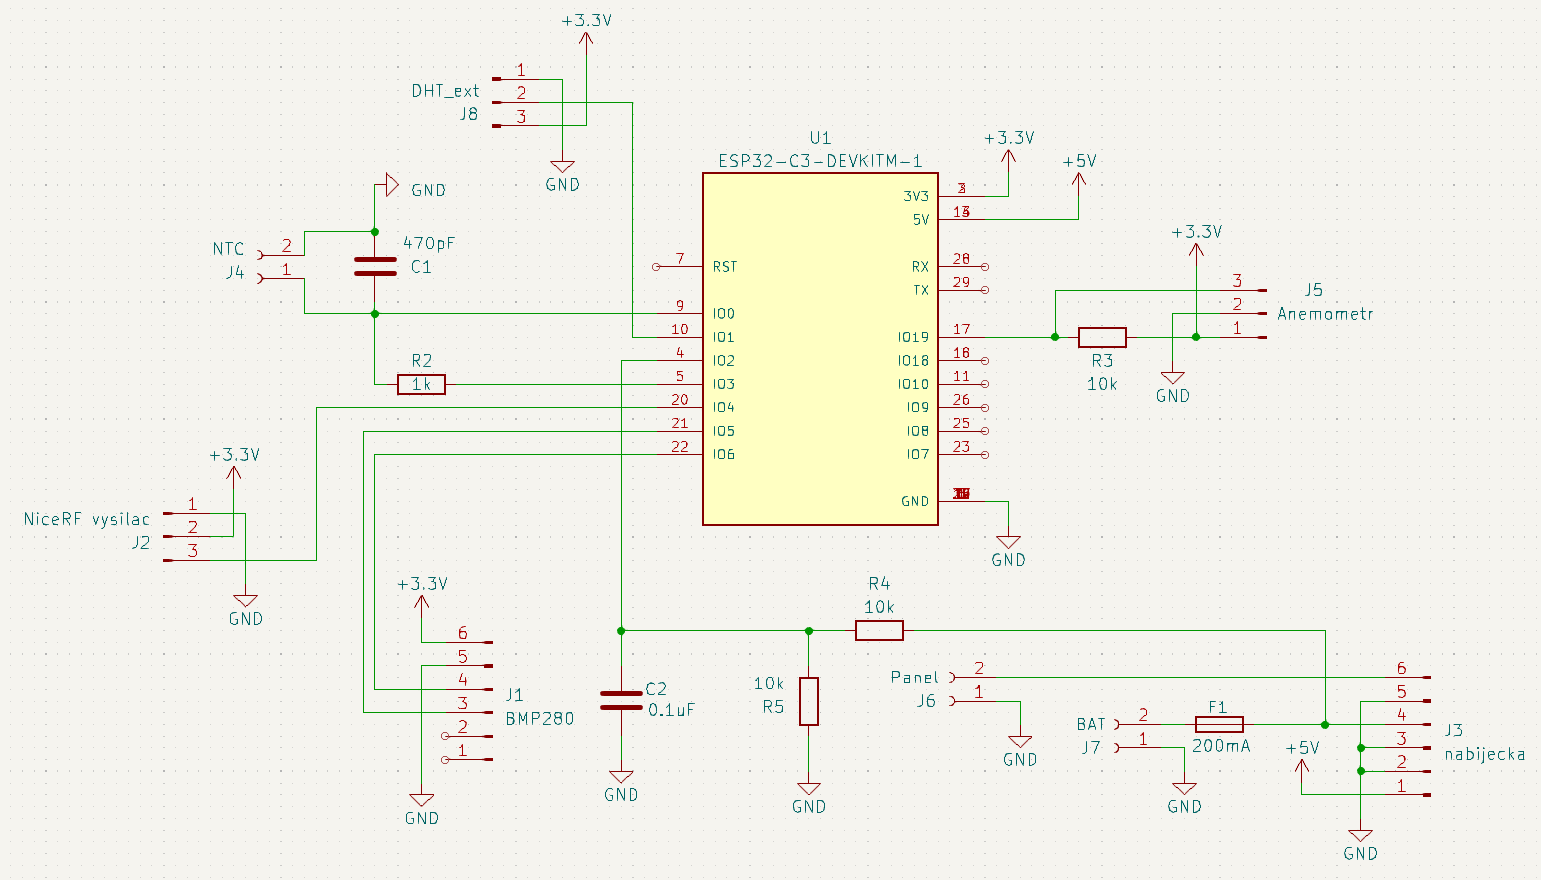 +3.3V
1
DHT_ext
2
J8
3
GND
U1
ESP32-C3-DEVKITM-1
+3.3V
+5V
3V3
5V
7
RST
RX
28
TX
29
9
IO0
10
IO1
4
IO2
5
IO3
20
IO4
21
IO5
22
IO6
IO19
17
IO18
18
IO10
11
IO9
26
IO8
25
IO7
23
GND
GND
GND
470pF
C1
NTC
2
J4
1
R2
1k
+3.3V
3
J5
2
Anemometr
1
R3
10k
GND
+3.3V
1
NiceRF vysilac
2
J2
3
GND
+3.3V
6
5
4
J1
3
BMP280
2
1
GND
R4
10k
C2
0.1uF
GND
10k
R5
GND
Panel
2
J6
1
GND
BAT
2
J7
1
GND
F1
200mA
+5V
6
5
4
J3
3
nabijecka
2
1
GND